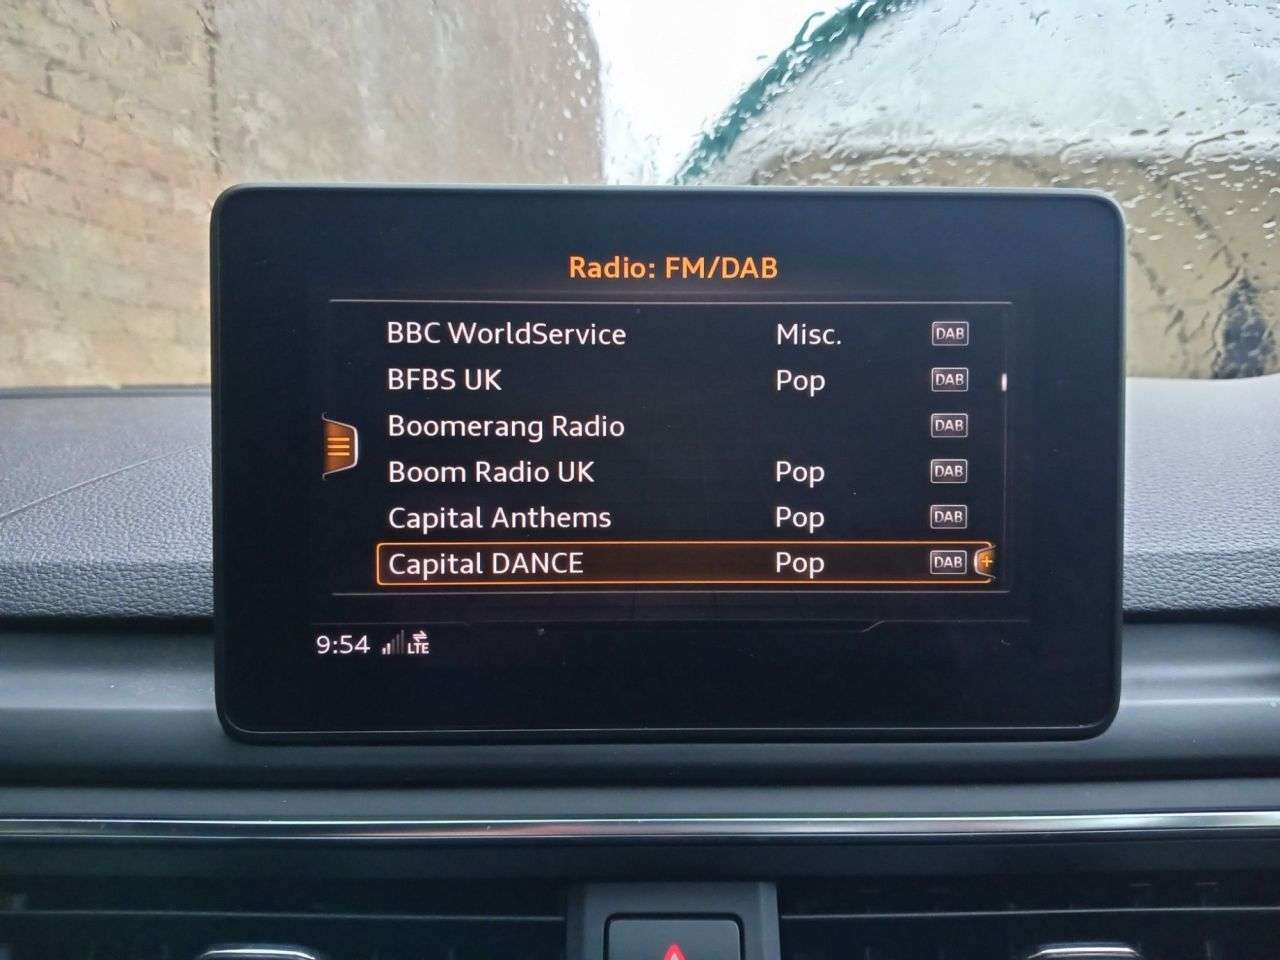 Radio: FM/DAB
BBC WorldService Misc. DAB
BFBS UK Pop DAB
Boomerang Radio DAB
Boom Radio UK Pop DAB
Capital Anthems Pop DAB
Capital DANCE Pop DAB +
9:54 LTE